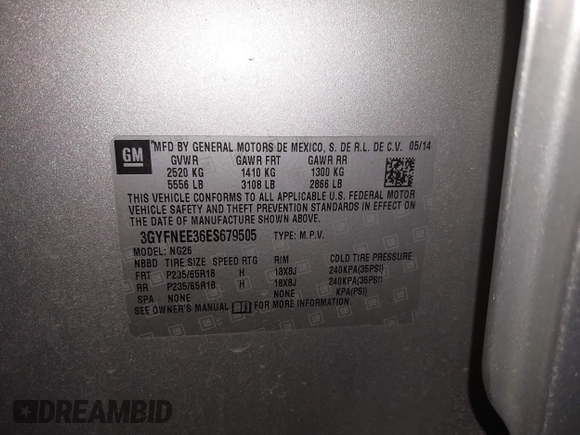 GM *MFD BY GENERAL MOTORS DE MEXICO, S. DE R.L. DE C.V. 05/14
GVWR GAWR FRT GAWR RR
2520 KG 1410 KG 1300 KG
5556 LB 3108 LB 2866 LB
THIS VEHICLE CONFORMS TO ALL APPLICABLE U.S. FEDERAL MOTOR
VEHICLE SAFETY AND THEFT PREVENTION STANDARDS IN EFFECT ON
THE DATE OF MANUFACTURE SHOWN ABOVE.
3GYFNEE36ES679505 TYPE: M.P.V.
MODEL: NG26
NBBD TIRE SIZE SPEED RTG RIM COLD TIRE PRESSURE
FRT P235/65R18 H 18X8J 240KPA(35PSI)
RR P235/65R18 H 18X8J 240KPA(35PSI)
SPA NONE NONE KPA(PSI)
SEE OWNER'S MANUAL FOR MORE INFORMATION.
DREAMBID